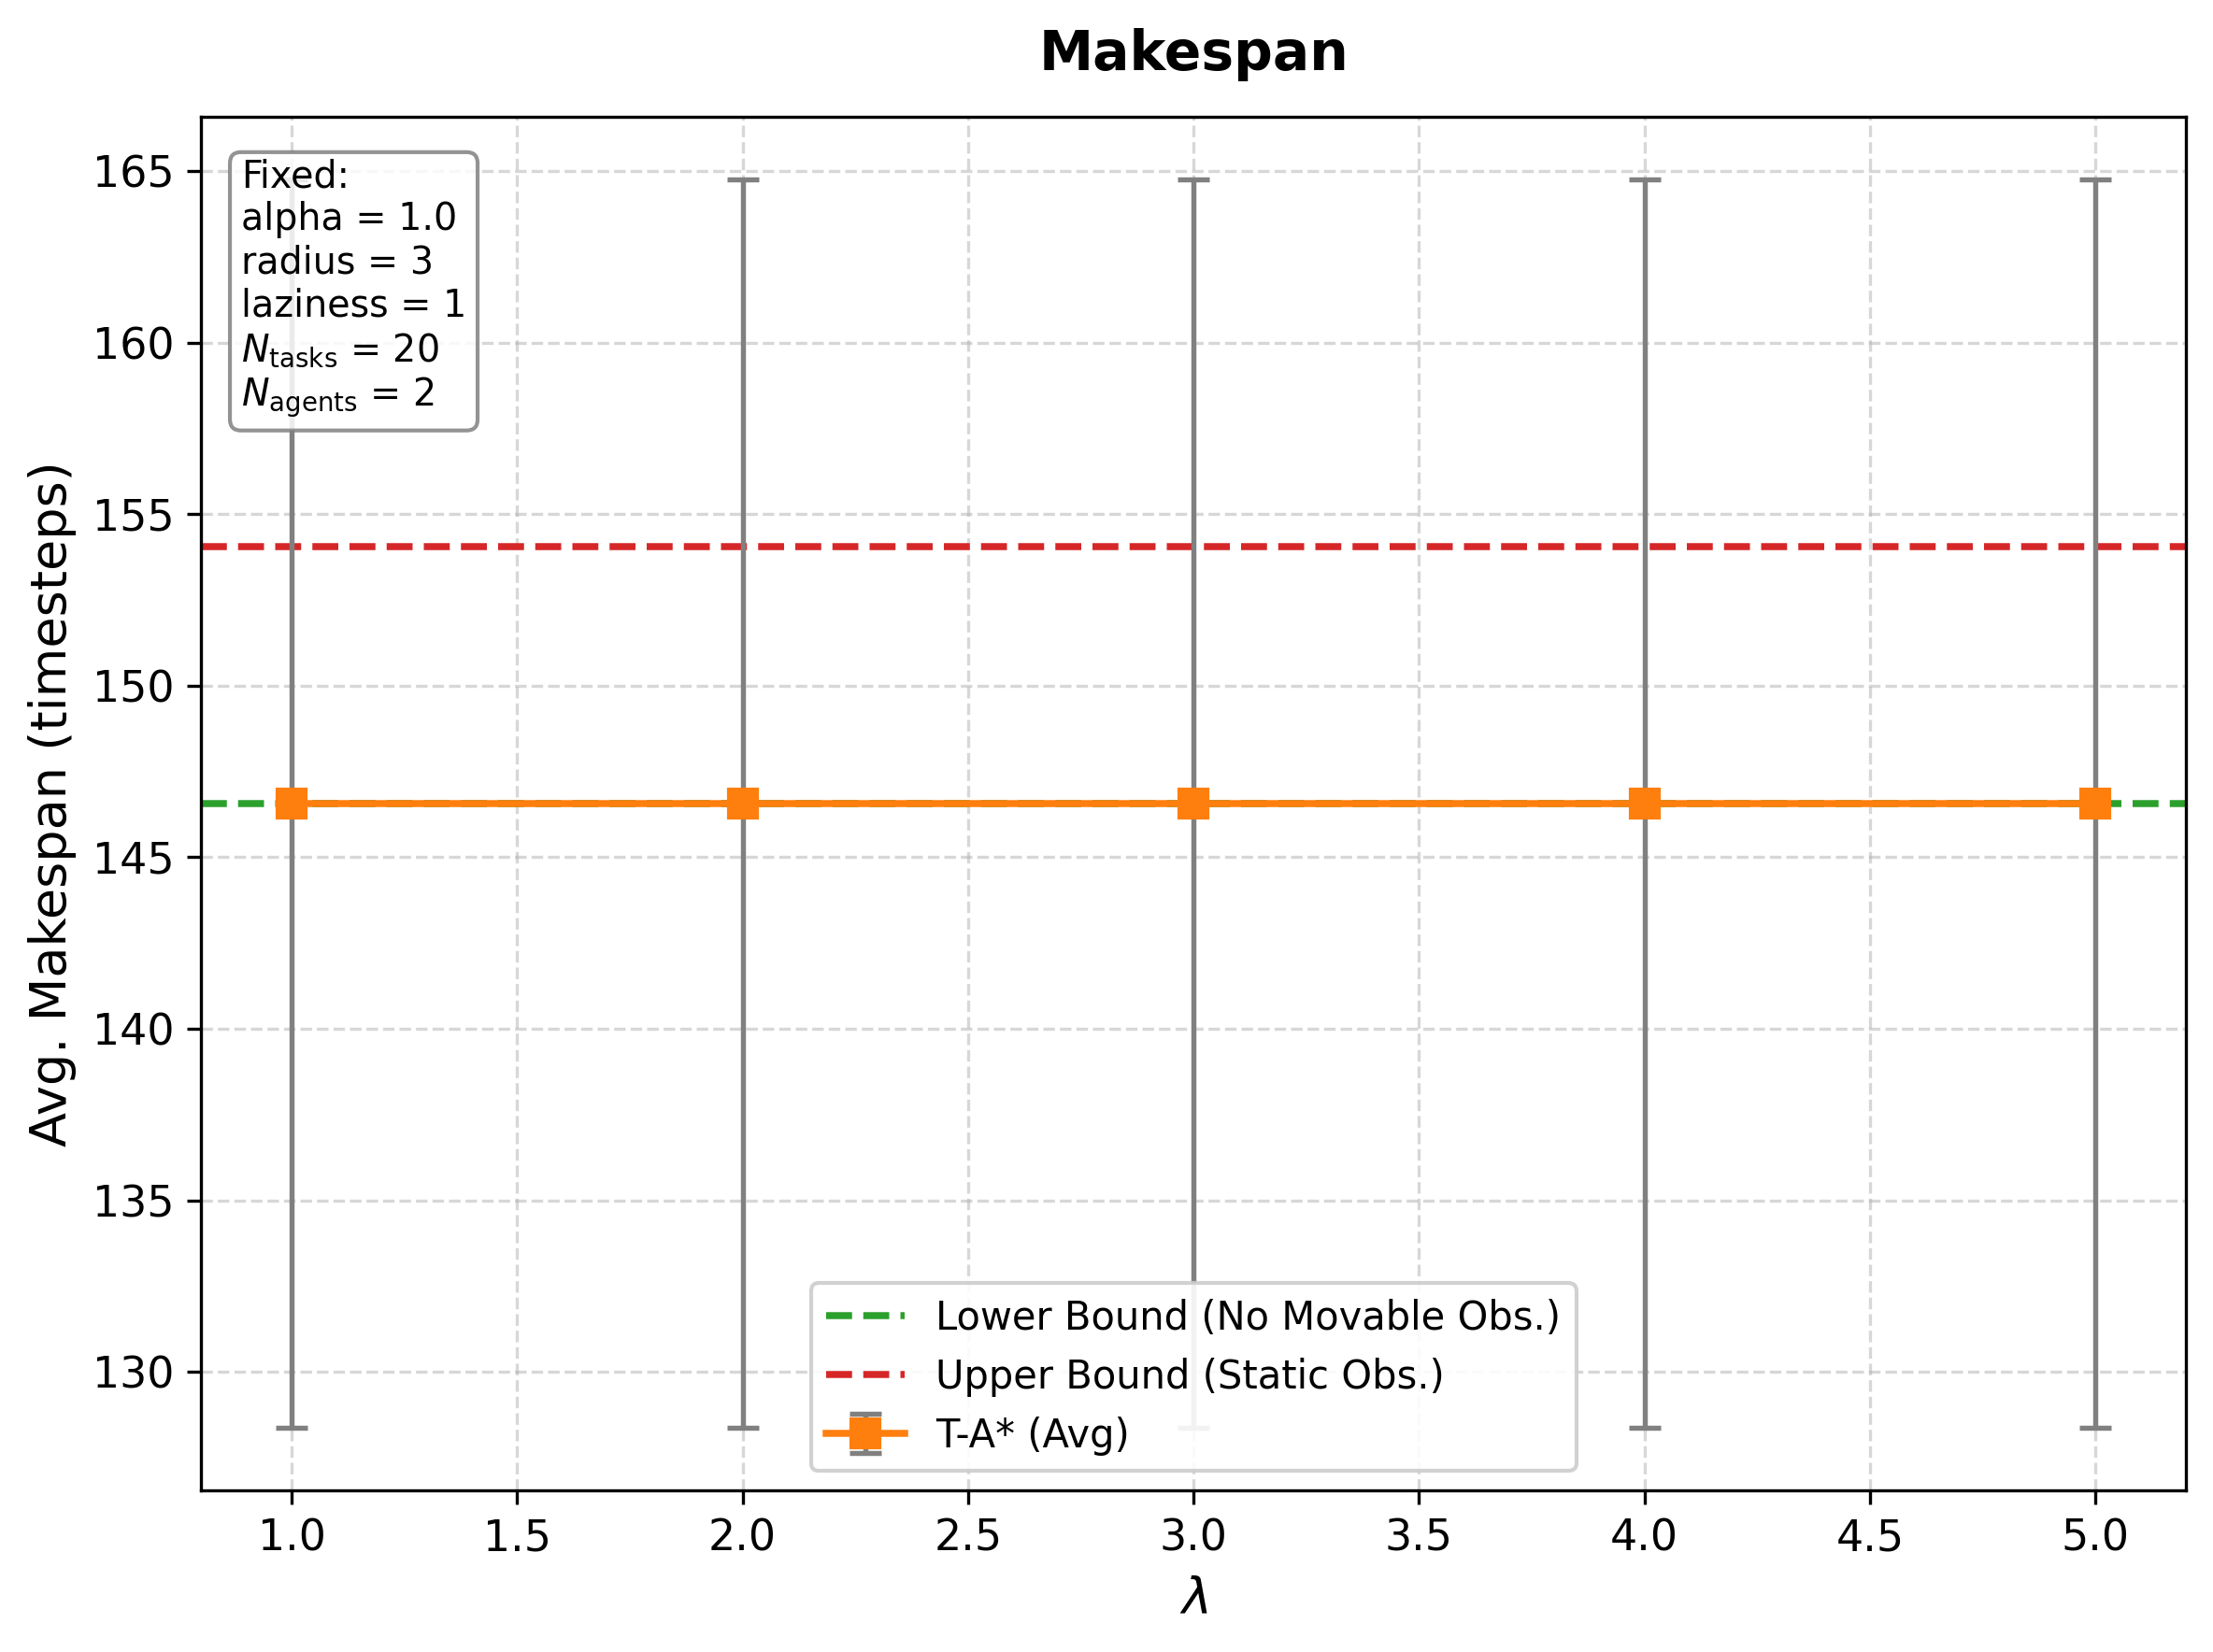 Makespan
Fixed:
alpha = 1.0
radius = 3
laziness = 1
N_tasks = 20
N_agents = 2
Avg. Makespan (timesteps)
165
160
155
150
145
140
135
130
Lower Bound (No Movable Obs.)
Upper Bound (Static Obs.)
T-A* (Avg)
1.0 1.5 2.0 2.5 3.0 3.5 4.0 4.5 5.0
λ